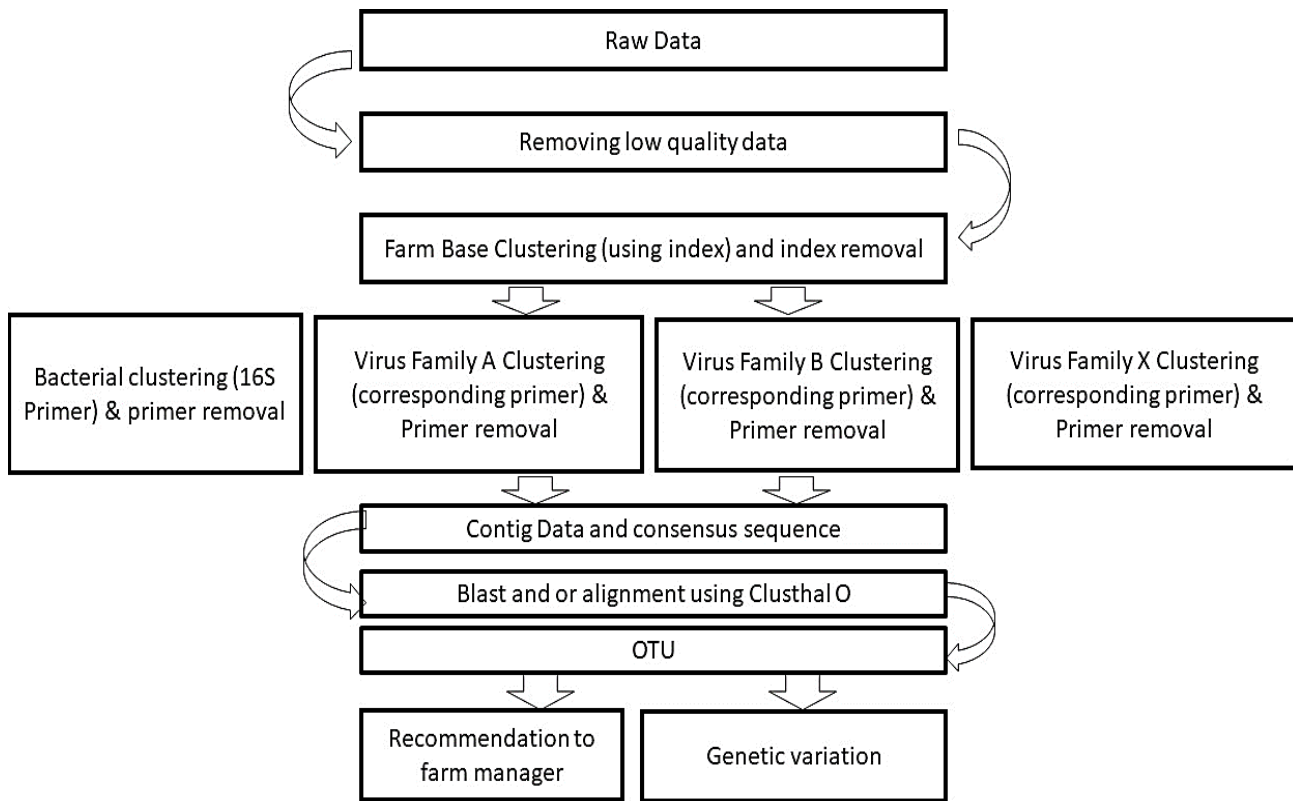 Raw Data
Removing low quality data
Farm Base Clustering (using index) and index removal
Bacterial clustering (16S
Primer) & primer removal
Virus Family A Clustering
(corresponding primer) &
Primer removal
Virus Family B Clustering
(corresponding primer) &
Primer removal
Virus Family X Clustering
(corresponding primer) &
Primer removal
Contig Data and consensus sequence
Blast and or alignment using Clusthal O
OTU
Recommendation to
farm manager
Genetic variation